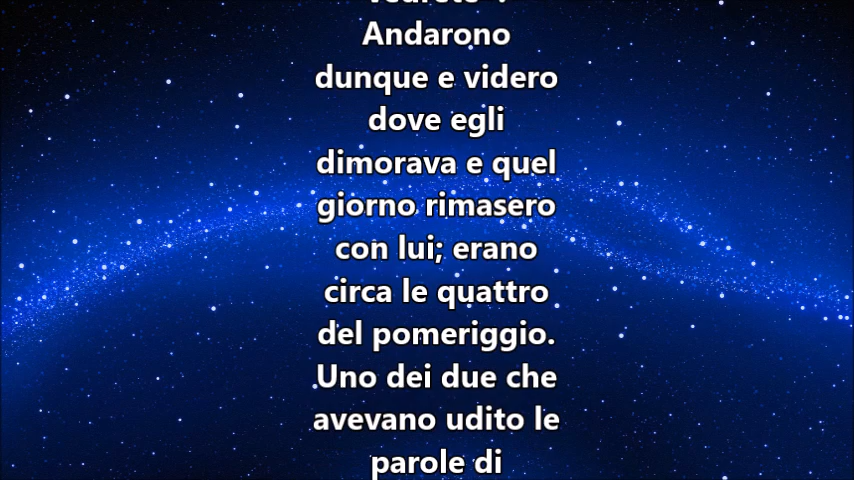 Andarono
dunque e videro
dove egli
dimorava e quel
giorno rimasero
con lui; erano
circa le quattro
del pomeriggio.
Uno dei due che
avevano udito le
parole di